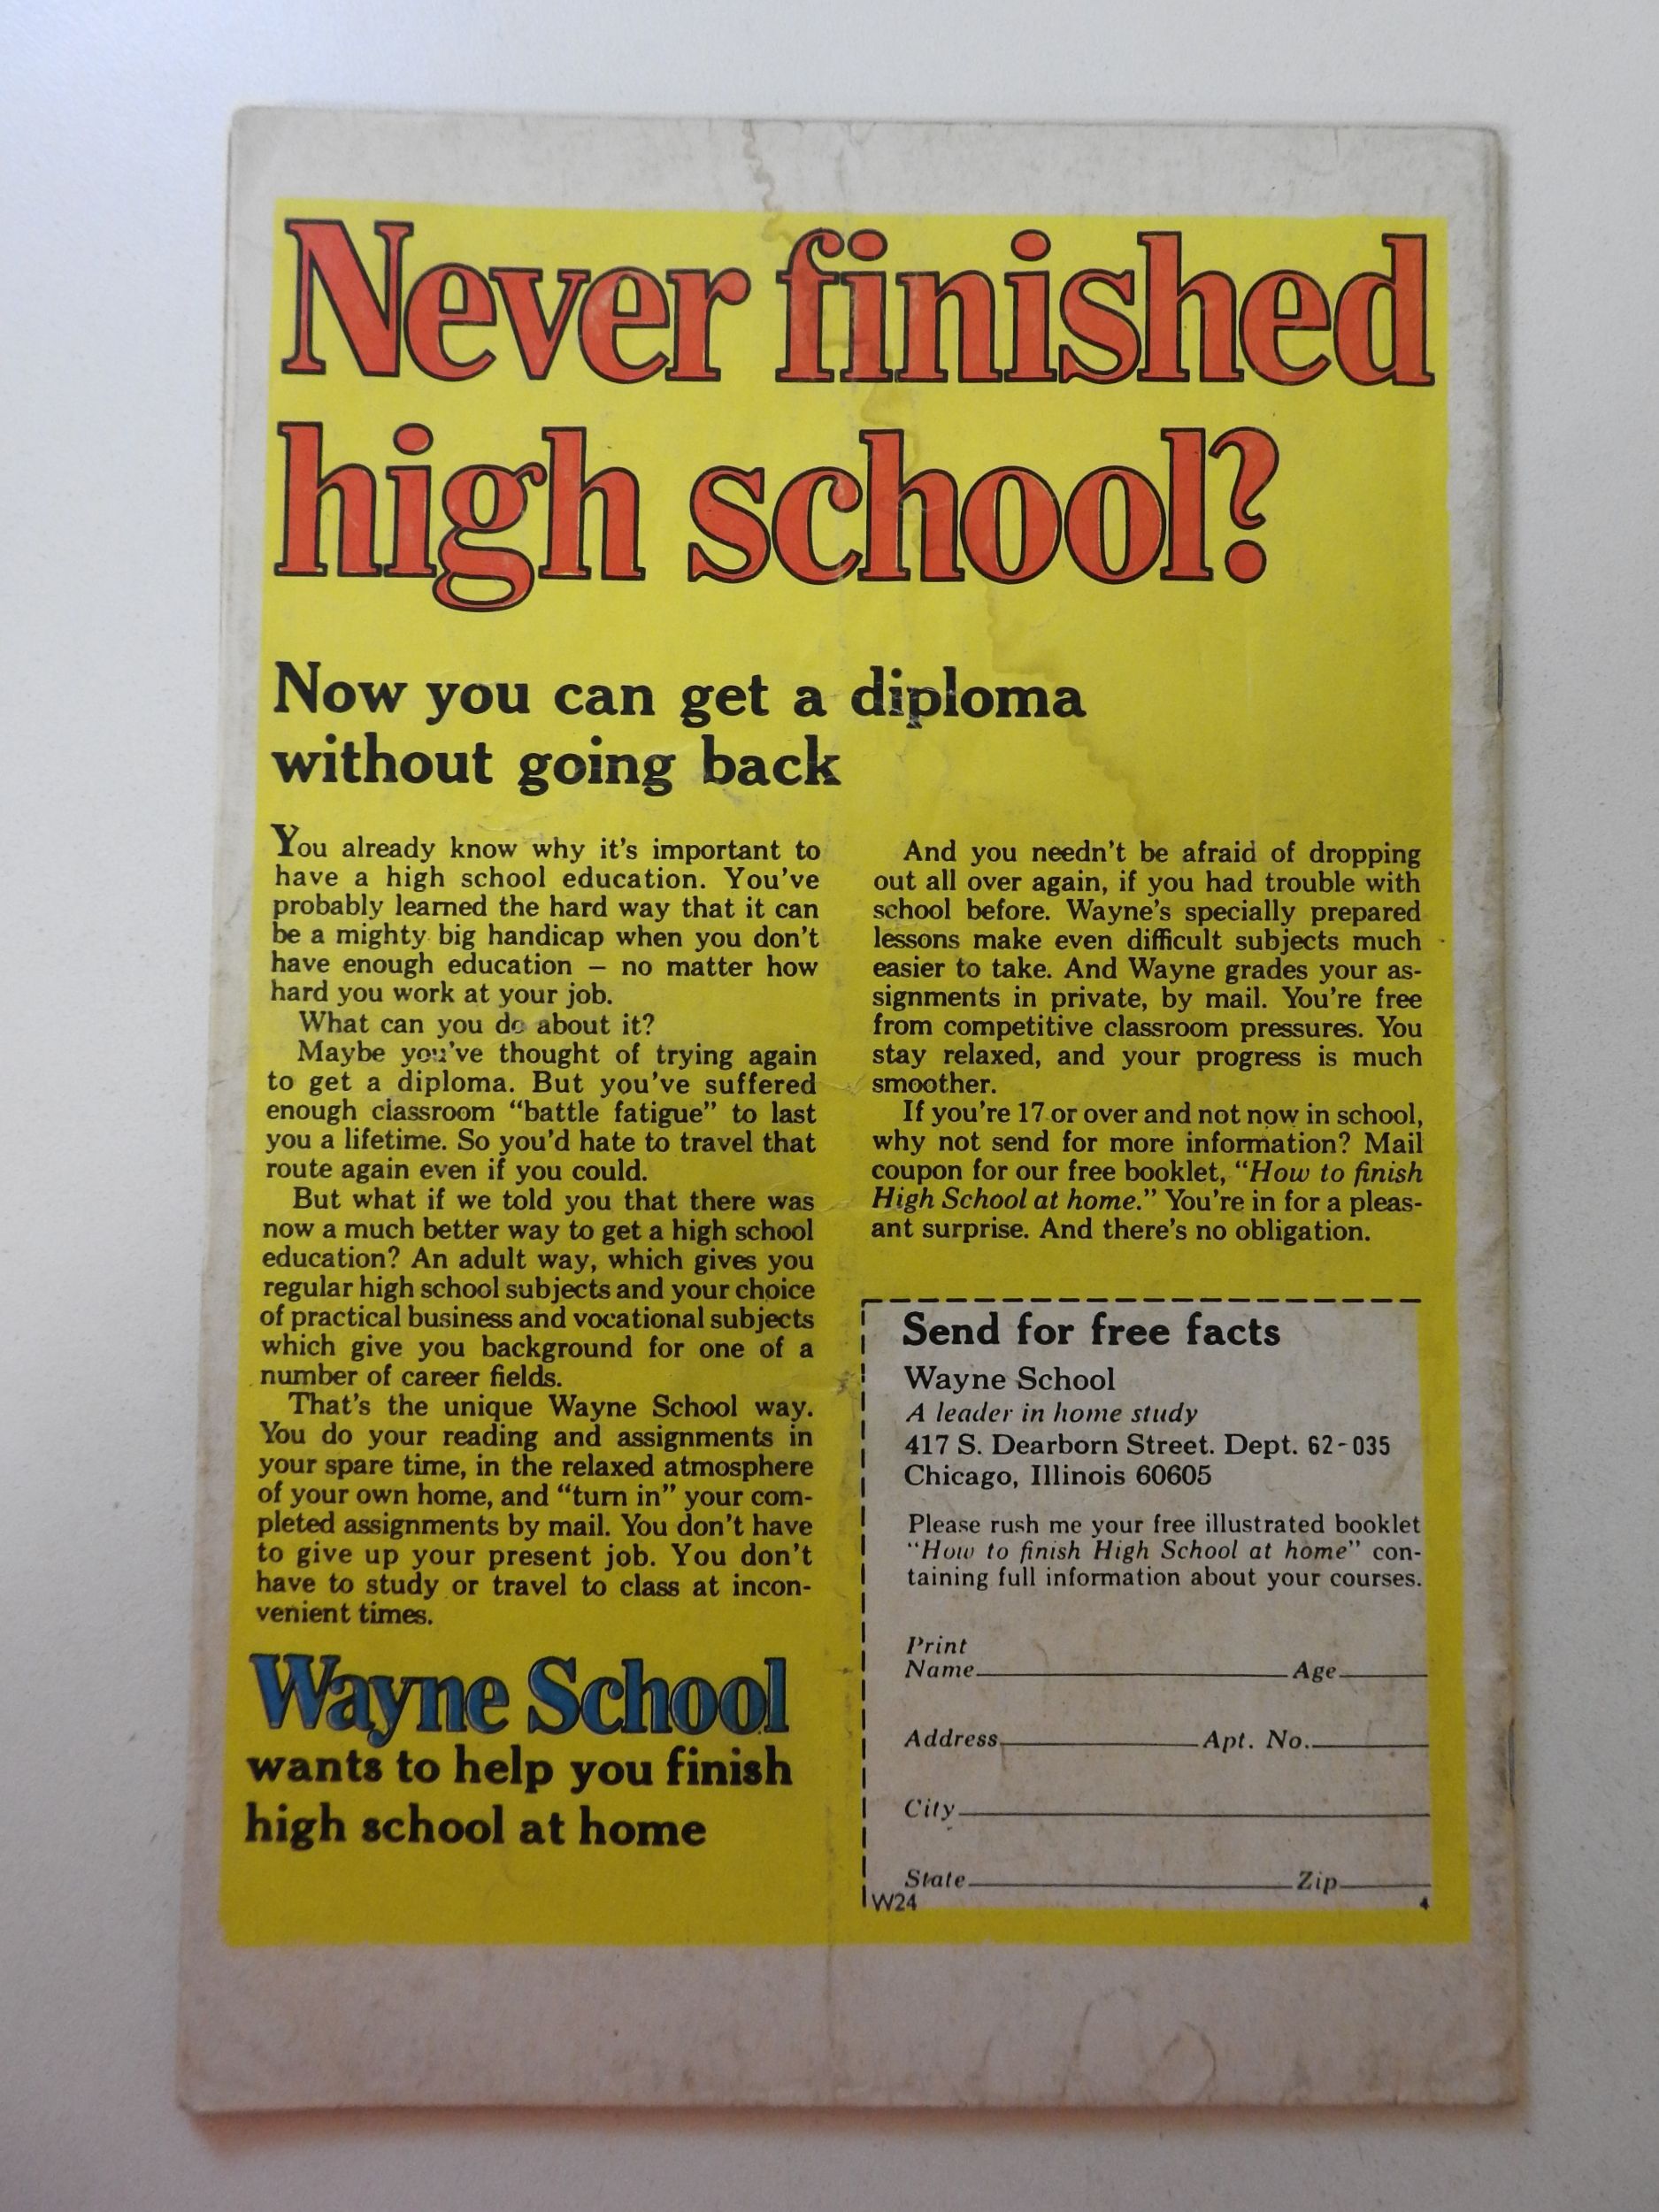 Never finished
high school?
Now you can get a diploma
without going back
You already know why it's important to
have a high school education. You've
probably learned the hard way that it can
be a mighty big handicap when you don't
have enough education – no matter how
hard you work at your job.
What can you do about it?
Maybe you've thought of trying again
to get a diploma. But you've suffered
enough classroom “battle fatigue” to last
you a lifetime. So you'd hate to travel that
route again even if you could.
But what if we told you that there was
now a much better way to get a high school
education? An adult way, which gives you
regular high school subjects and your choice
of practical business and vocational subjects
which give you background for one of a
number of career fields.
That's the unique Wayne School way.
You do your reading and assignments in
your spare time, in the relaxed atmosphere
of your own home, and “turn in” your com-
pleted assignments by mail. You don't have
to give up your present job. You don't
have to study or travel to class at incon-
venient times.
Wayne School
wants to help you finish
high school at home
And you needn't be afraid of dropping
out all over again, if you had trouble with
school before. Wayne's specially prepared
lessons make even difficult subjects much
easier to take. And Wayne grades your as-
signments in private, by mail. You're free
from competitive classroom pressures. You
stay relaxed, and your progress is much
smoother.
If you're 17 or over and not now in school,
why not send for more information? Mail
coupon for our free booklet, “How to finish
High School at home.” You're in for a pleas-
ant surprise. And there's no obligation.
Send for free facts
Wayne School
A leader in home study
417 S. Dearborn Street. Dept. 62-035
Chicago, Illinois 60605
Please rush me your free illustrated booklet
“How to finish High School at home” con-
taining full information about your courses.
Print
Name Age
Address Apt. No.
City
State Zip
W24 4